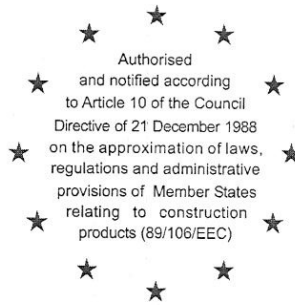 Authorised
and notified according
to Article 10 of the Council
Directive of 21 December 1988
on the approximation of laws,
regulations and administrative
provisions of Member States
relating to construction
products (89/106/EEC)